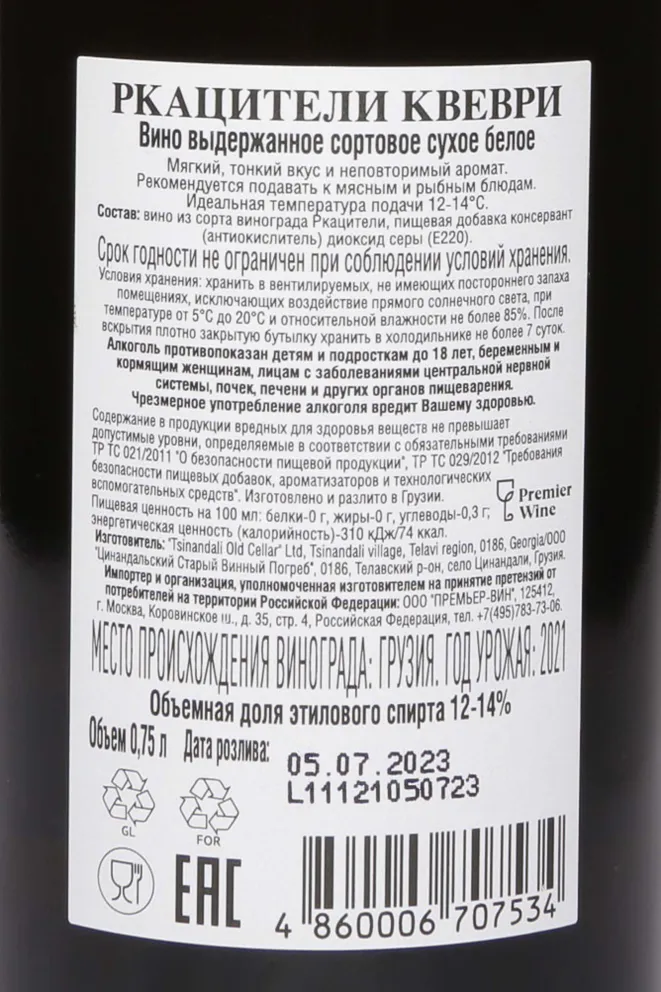 РКАЦИТЕЛИ КВЕВРИ
Вино выдержанное сортовое сухое белое
Мягкий, тонкий вкус и неповторимый аромат.
Рекомендуется подавать к мясным и рыбным блюдам.
Идеальная температура подачи 12-14°С.
Состав: вино из сорта винограда Ркацители, пищевая добавка консервант
(антиокислитель) диоксид серы (Е220).
Срок годности не ограничен при соблюдении условий хранения.
Условия хранения: хранить в вентилируемых, не имеющих постороннего запаха
помещениях, исключающих воздействие прямого солнечного света, при
температуре от 5°С до 20°С и относительной влажности не более 85%. После
вскрытия плотно закрытую бутылку хранить в холодильнике не более 7 суток.
Алкоголь противопоказан детям и подросткам до 18 лет, беременным и
кормящим женщинам, лицам с заболеваниями центральной нервной
системы, почек, печени и других органов пищеварения.
Чрезмерное употребление алкоголя вредит Вашему здоровью.
Содержание в продукции вредных для здоровья веществ не превышает
допустимые уровни, определяемые в соответствии с обязательными требованиями
ТР ТС 021/2011 "О безопасности пищевой продукции", ТР ТС 029/2012 "Требования
безопасности пищевых добавок, ароматизаторов и технологических
вспомогательных средств". Изготовлено и разлито в Грузии.
Пищевая ценность на 100 мл: белки-0 г, жиры-0 г, углеводы-0,3 г;
энергетическая ценность (калорийность)-310 кДж/74 ккал.
Premier
Wine
Изготовитель: "Tsinandali Old Cellar" Ltd, Tsinandali village, Telavi region, 0186, Georgia/ООО
"Цинандальский Старый Винный Погреб", 0186, Телавский р-он, село Цинандали, Грузия.
Импортер и организация, уполномоченная изготовителем на принятие претензий от
потребителей на территории Российской Федерации: ООО "ПРЕМЬЕР-ВИН", 125412,
г. Москва, Коровинское ш., д. 35, стр. 4, Российская Федерация, тел. +7(495)783-73-06.
МЕСТО ПРОИСХОЖДЕНИЯ ВИНОГРАДА: ГРУЗИЯ. ГОД УРОЖАЯ: 2021
Объемная доля этилового спирта 12-14%
Объем 0,75 л Дата розлива:
05.07.2023
L11121050723
GL
FOR
EAC
4 860006 707534